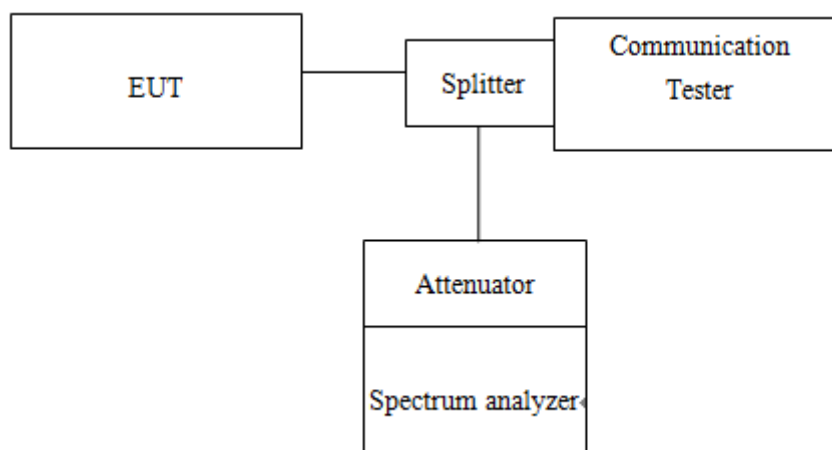 EUT
Splitter
Communication
Tester
Attenuator
Spectrum analyzer